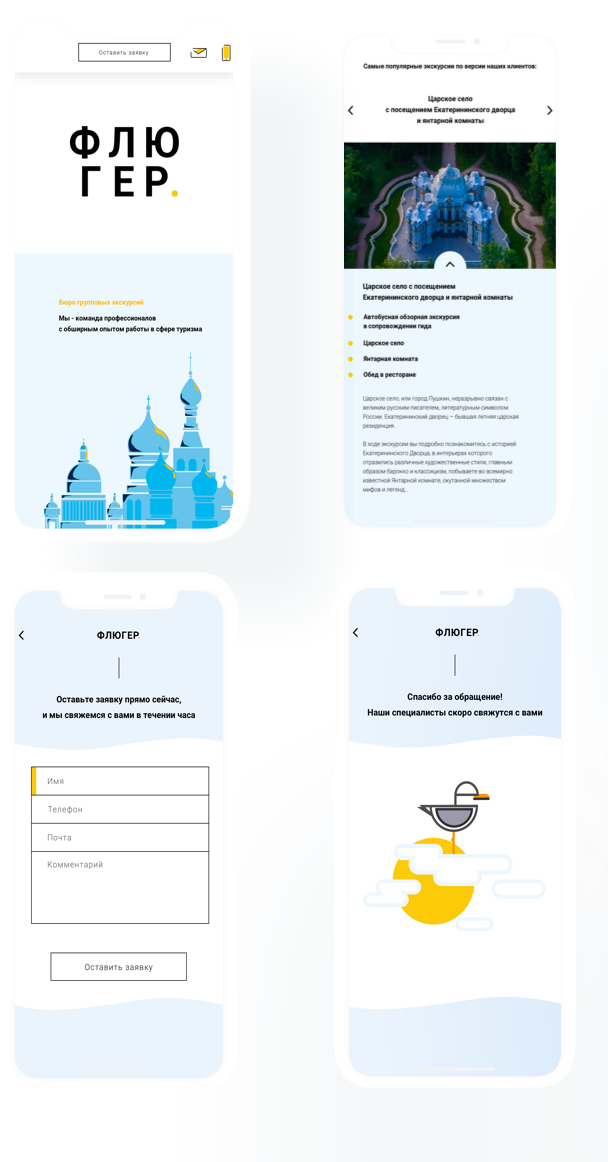 Оставить заявку
ФЛЮ
ГЕР.
Бюро групповых экскурсий
Мы - команда профессионалов
с обширным опытом работы в сфере туризма
Самые популярные экскурсии по версии наших клиентов:
Царское село
с посещением Екатерининского дворца
и янтарной комнаты
Царское село с посещением
Екатерининского дворца и янтарной комнаты
Автобусная обзорная экскурсия
в сопровождении гида
Царское село
Янтарная комната
Обед в ресторане
Царское село, или город Пушкин, неразрывно связан с
великим русским писателем, литературным символом
России. Екатерининский дворец — бывшая летняя царская
резиденция.
В ходе экскурсии вы подробно познакомитесь с историей
Екатерининского Дворца, в интерьерах которого
отразились различные художественные стили, главным
образом барокко и классицизм, побываете во всемирно
известной Янтарной комнате, окутанной множеством
мифов и легенд...
ФЛЮГЕР.
Оставьте заявку прямо сейчас,
и мы свяжемся с вами в течении часа
Имя
Телефон
Почта
Комментарий
Оставить заявку
ФЛЮГЕР.
Спасибо за обращение!
Наши специалисты скоро свяжутся с вами